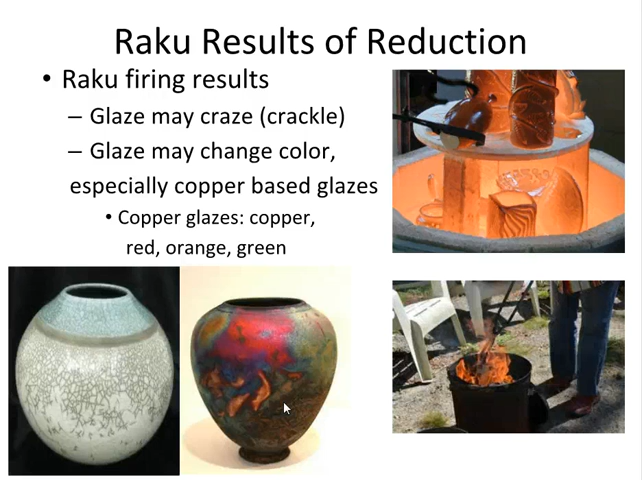 Raku Results of Reduction
• Raku firing results
– Glaze may craze (crackle)
– Glaze may change color,
especially copper based glazes
• Copper glazes: copper,
red, orange, green